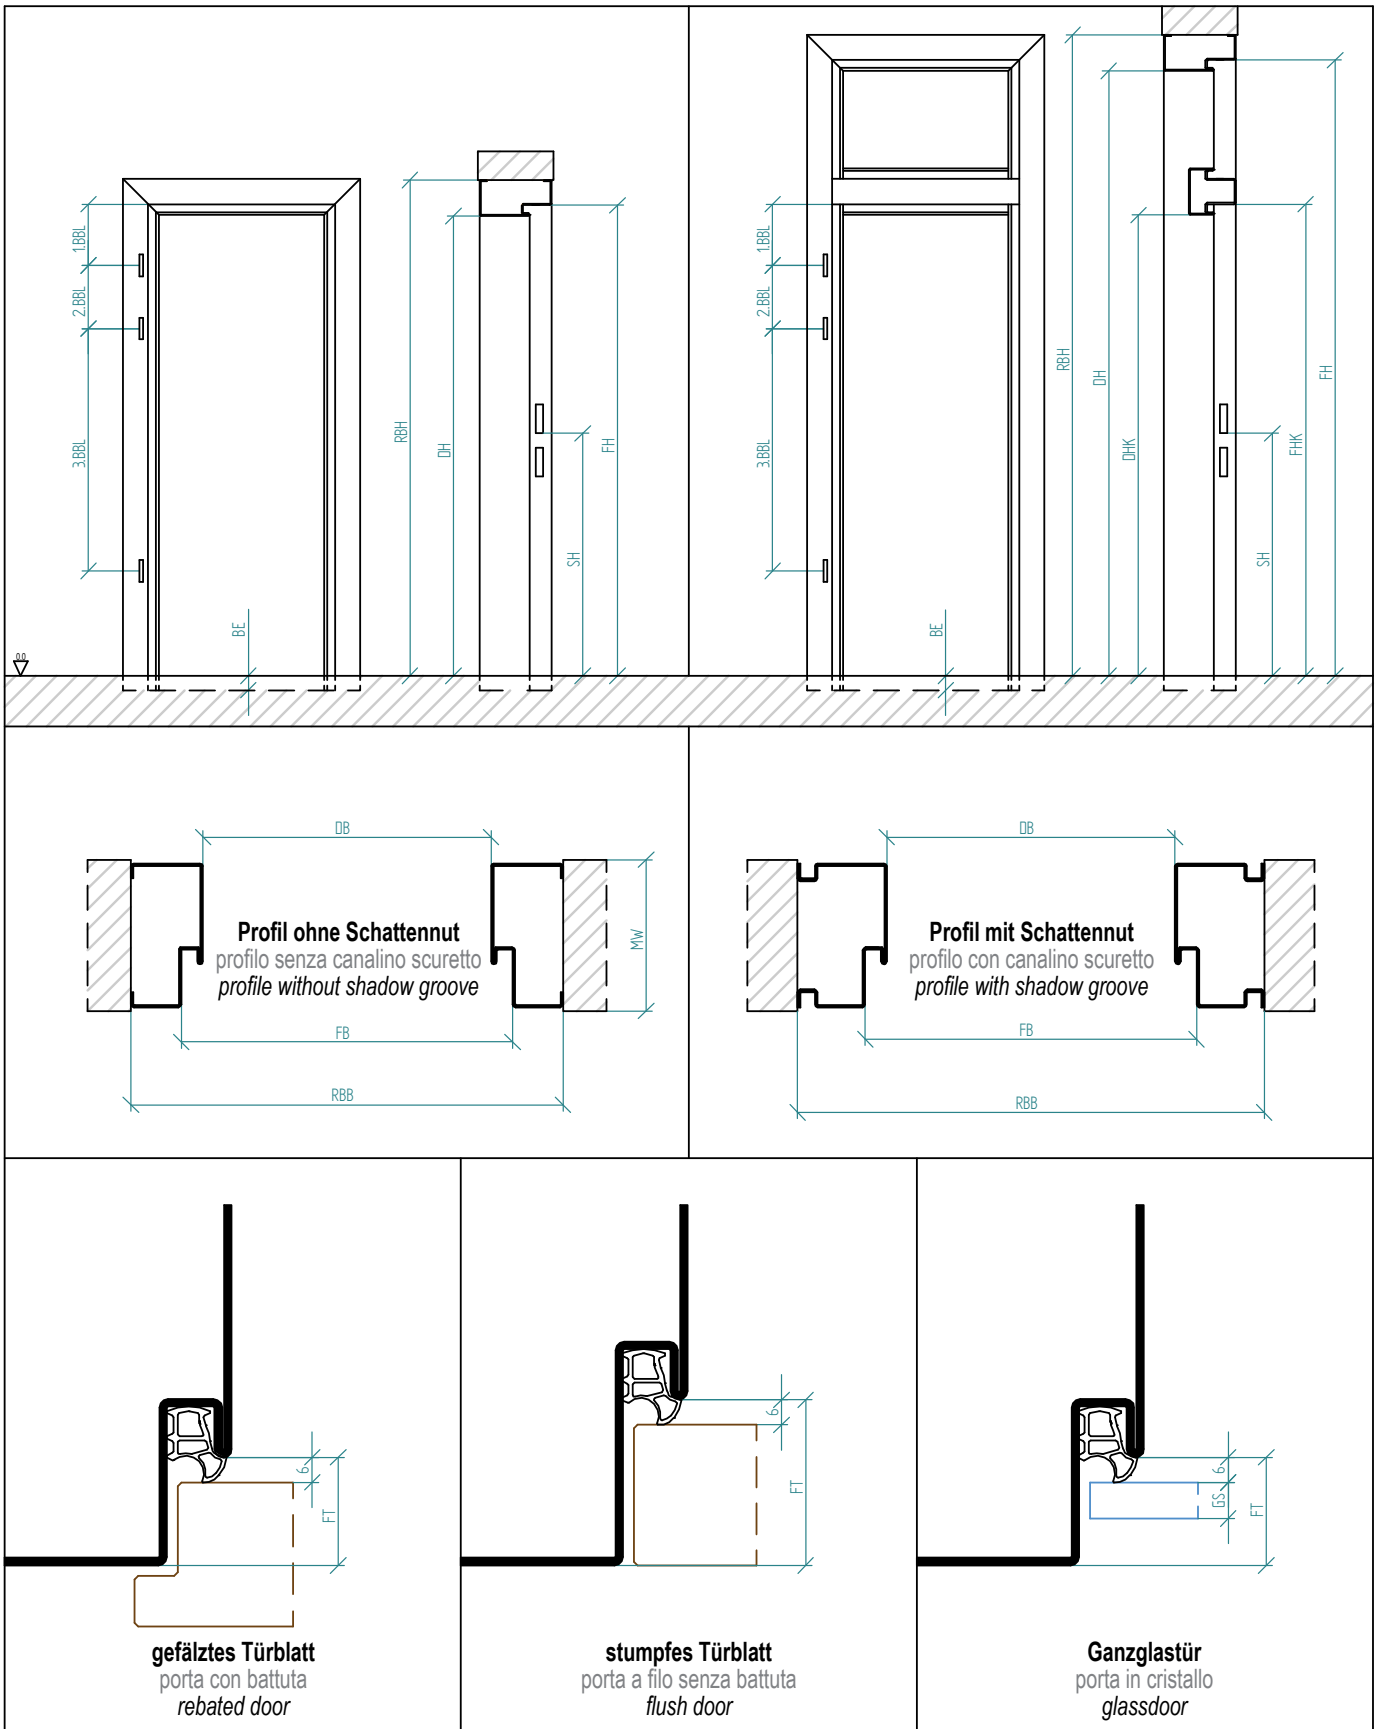 1.BBL
2.BBL
3.BBL
BE
RBH
DH
SH
FH
0.0
1.BBL
2.BBL
3.BBL
BE
RBH
DH
DHK
SH
FHK
FH
DB
Profil ohne Schattennut
profilo senza canalino scuretto
profile without shadow groove
MW
FB
RBB
DB
Profil mit Schattennut
profilo con canalino scuretto
profile with shadow groove
FB
RBB
6
FT
gefälztes Türblatt
porta con battuta
rebated door
6
FT
stumpfes Türblatt
porta a filo senza battuta
flush door
6
GS
FT
Ganzglastür
porta in cristallo
glassdoor